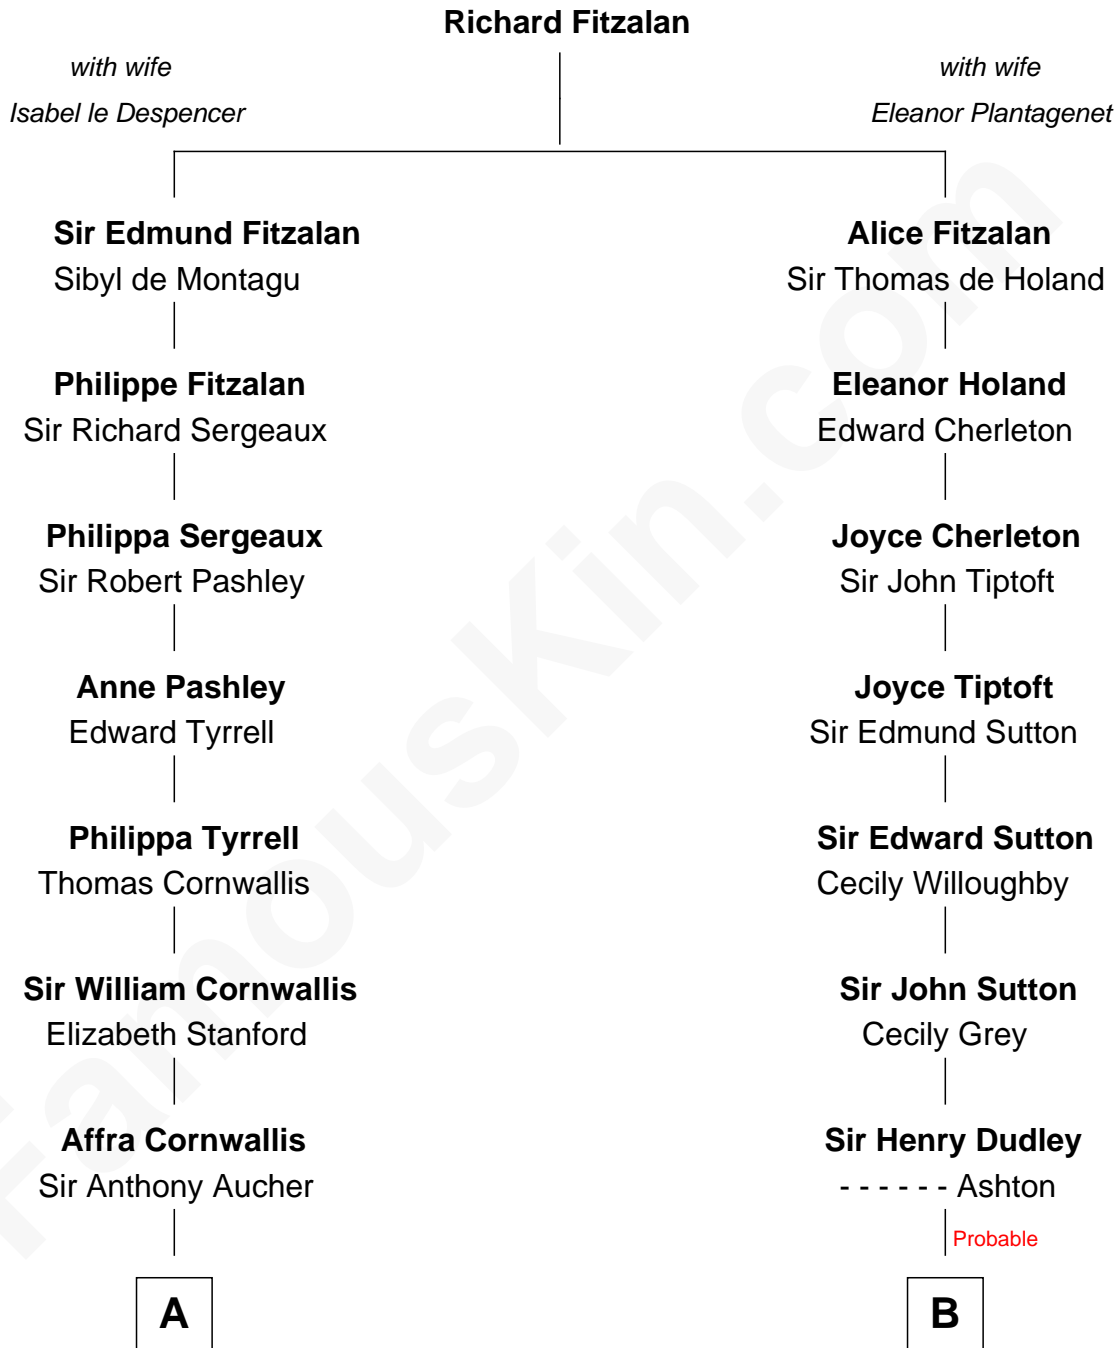 Richard Fitzalan
with wife
Isabel le Despencer
with wife
Eleanor Plantagenet
Sir Edmund Fitzalan
Sibyl de Montagu
Alice Fitzalan
Sir Thomas de Holand
Philippe Fitzalan
Sir Richard Sergeaux
Eleanor Holand
Edward Cherleton
Philippa Sergeaux
Sir Robert Pashley
Joyce Cherleton
Sir John Tiptoft
Anne Pashley
Edward Tyrrell
Joyce Tiptoft
Sir Edmund Sutton
Philippa Tyrrell
Thomas Cornwallis
Sir Edward Sutton
Cecily Willoughby
Sir William Cornwallis
Elizabeth Stanford
Sir John Sutton
Cecily Grey
Affra Cornwallis
Sir Anthony Aucher
Sir Henry Dudley
- - - - - - Ashton
Probable
A
B
FamousKin.com